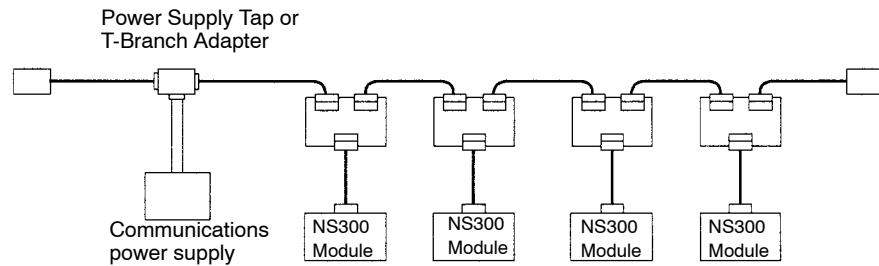 Power Supply Tap or
T-Branch Adapter
Communications
power supply
NS300
Module
NS300
Module
NS300
Module
NS300
Module